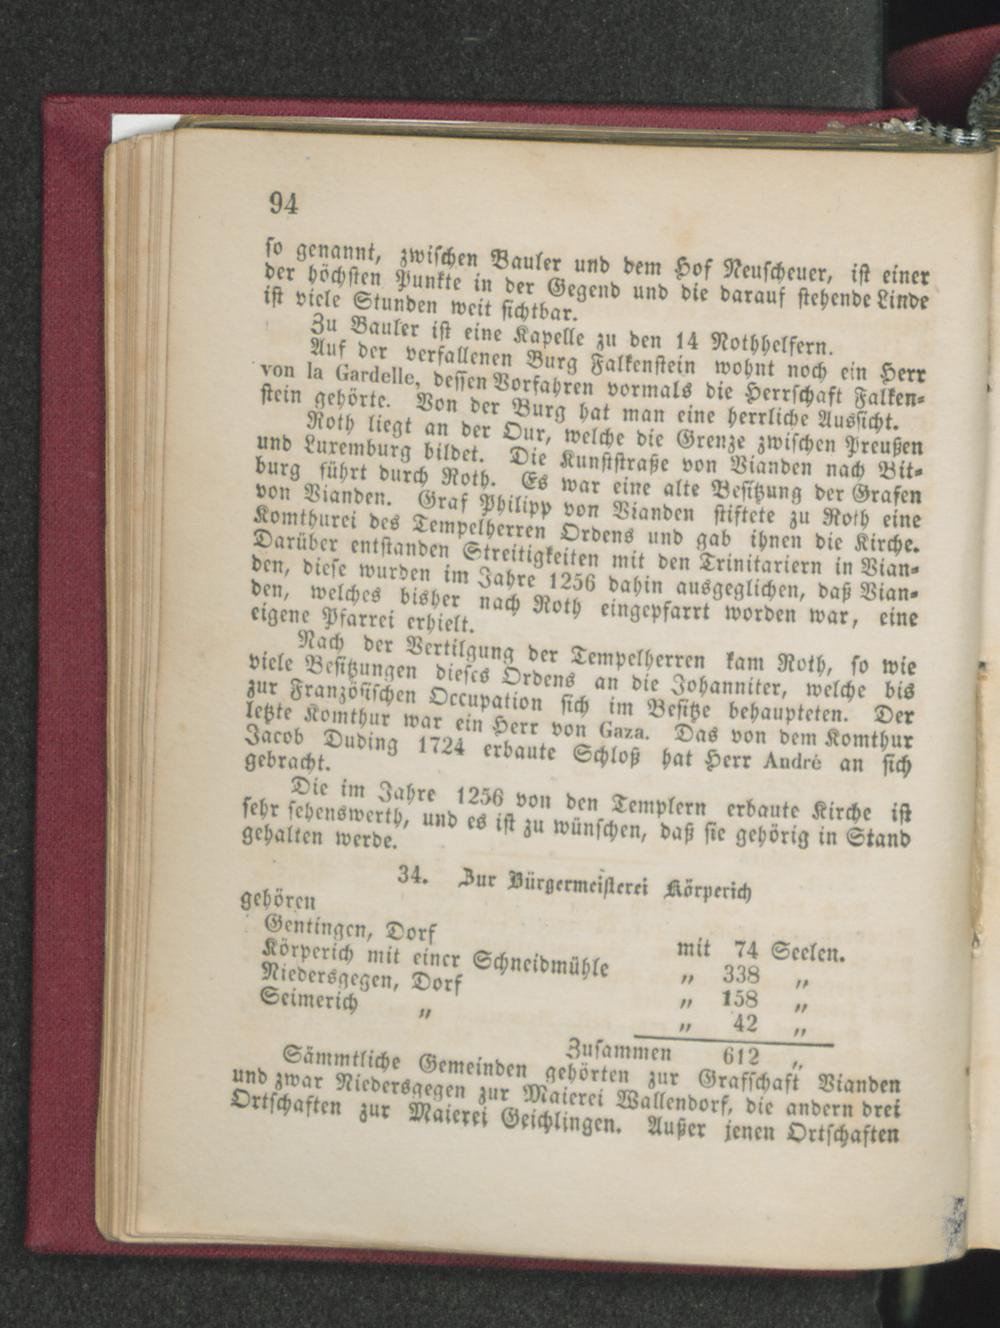 94
so genannt, zwischen Bauler und dem Hof Neuscheuer, ist einer
der höchsten Punkte in der Gegend und die darauf stehende Linde
ist viele Stunden weit sichtbar.
Zu Bauler ist eine Kapelle zu den 14 Nothhelfern.
Auf der verfallenen Burg Falkenstein wohnt noch ein Herr
von la Gardelle, dessen Vorfahren vormals die Herrschaft Falken-
stein gehörte. Von der Burg hat man eine herrliche Aussicht.
Roth liegt an der Our, welche die Grenze zwischen Preußen
und Luxemburg bildet. Die Kunststraße von Vianden nach Bit-
burg führt durch Roth. Es war eine alte Besitzung der Grafen
von Vianden. Graf Philipp von Vianden stiftete zu Roth eine
Komthurei des Tempelherren Ordens und gab ihnen die Kirche.
Darüber entstanden Streitigkeiten mit den Trinitariern in Vian-
den, diese wurden im Jahre 1256 dahin ausgeglichen, daß Vian-
den, welches bisher nach Roth eingepfarrt worden war, eine
eigene Pfarrei erhielt.
Nach der Vertilgung der Tempelherren kam Roth, so wie
viele Besitzungen dieses Ordens an die Johanniter, welche bis
zur Französischen Occupation sich im Besitze behaupteten. Der
letzte Komthur war ein Herr von Gaza. Das von dem Komthur
Jacob Duding 1724 erbaute Schloß hat Herr André an sich
gebracht.
Die im Jahre 1256 von den Templern erbaute Kirche ist
sehr sehenswerth, und es ist zu wünschen, daß sie gehörig in Stand
gehalten werde.
34. Zur Bürgermeisterei Körperich
gehören
Gentingen, Dorf mit 74 Seelen.
Körperich mit einer Schneidmühle „ 338 „
Niedersgegen, Dorf „ 158 „
Seimerich „ „ 42 „
Zusammen 612 „
Sämmtliche Gemeinden gehörten zur Grafschaft Vianden
und zwar Niedersgegen zur Maierei Wallendorf, die andern drei
Ortschaften zur Maierei Geichlingen. Außer jenen Ortschaften